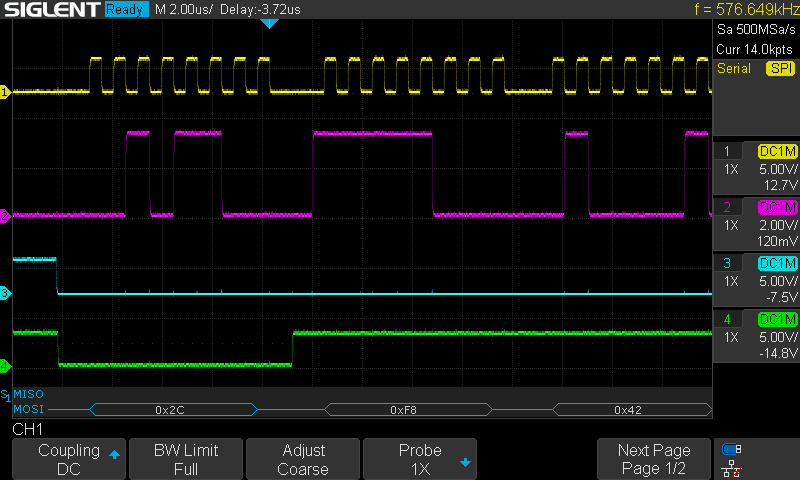 SIGLENT Ready M 2.00us/ Delay:-3.72us f = 576.649kHz
Sa 500MSa/s
Curr 14.0kpts
Serial SPI
1 DC1M
1X 5.00V/
12.7V
2 DC1M
1X 2.00V/
120mV
3 DC1M
1X 5.00V/
-7.5V
4 DC1M
1X 5.00V/
-14.8V
1
2
3
4
S1 MISO
MOSI 0x2C 0xF8 0x42
CH1
Coupling BW Limit Adjust Probe Next Page
DC Full Coarse 1X Page 1/2